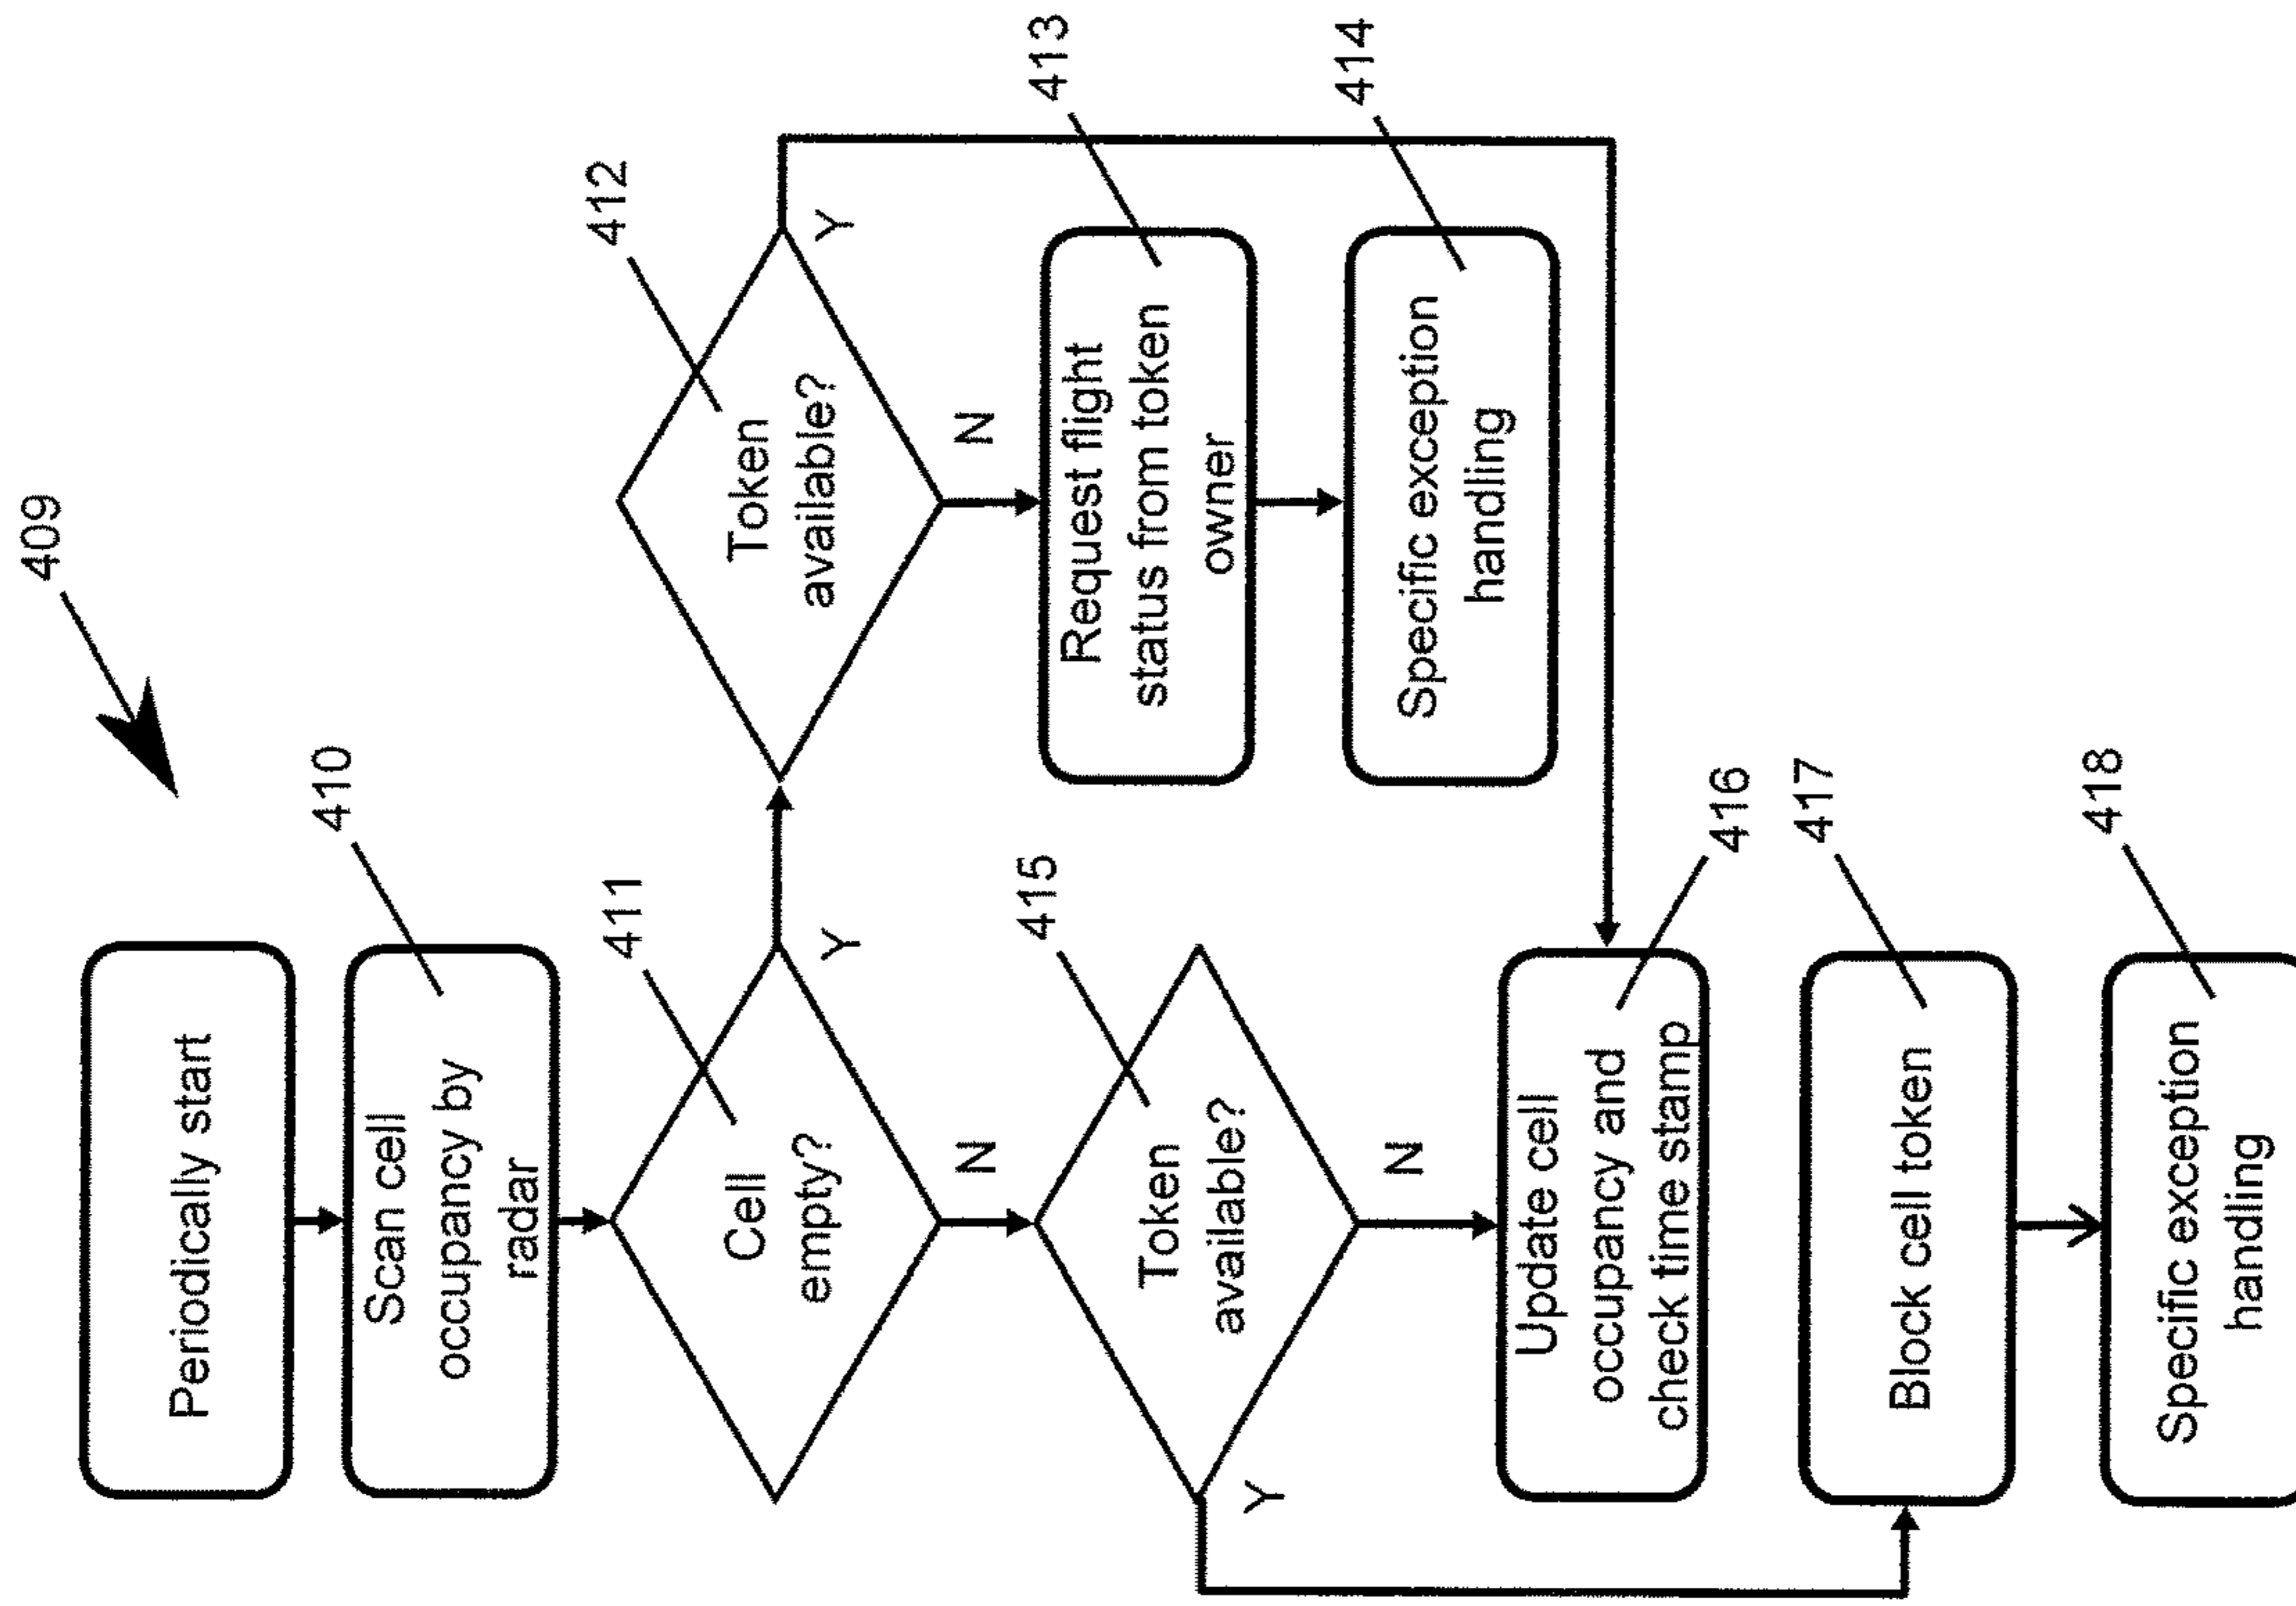 409
Periodically start
410
Scan cell
occupancy by
radar
411
Cell
empty?
Y
N
412
Token
available?
Y
N
413
Request flight
status from token
owner
414
Specific exception
handling
415
Token
available?
Y
N
416
Update cell
occupancy and
check time stamp
417
Block cell token
418
Specific exception
handling